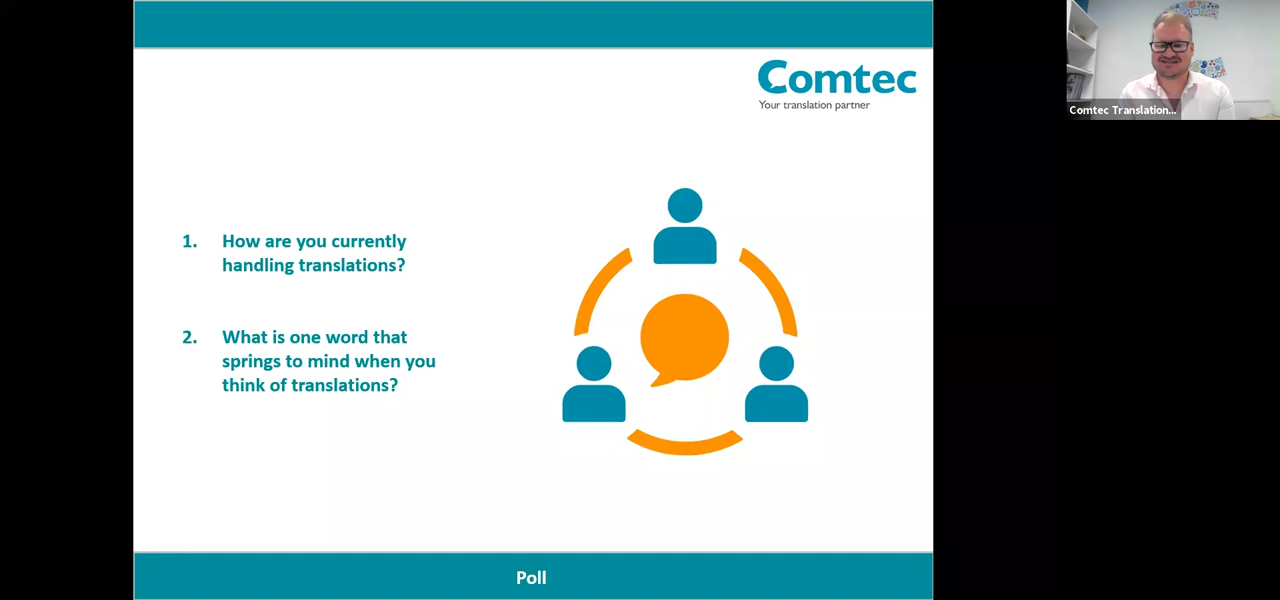 Comtec
Your translation partner
Comtec Translation...
1. How are you currently
handling translations?
2. What is one word that
springs to mind when you
think of translations?
Poll